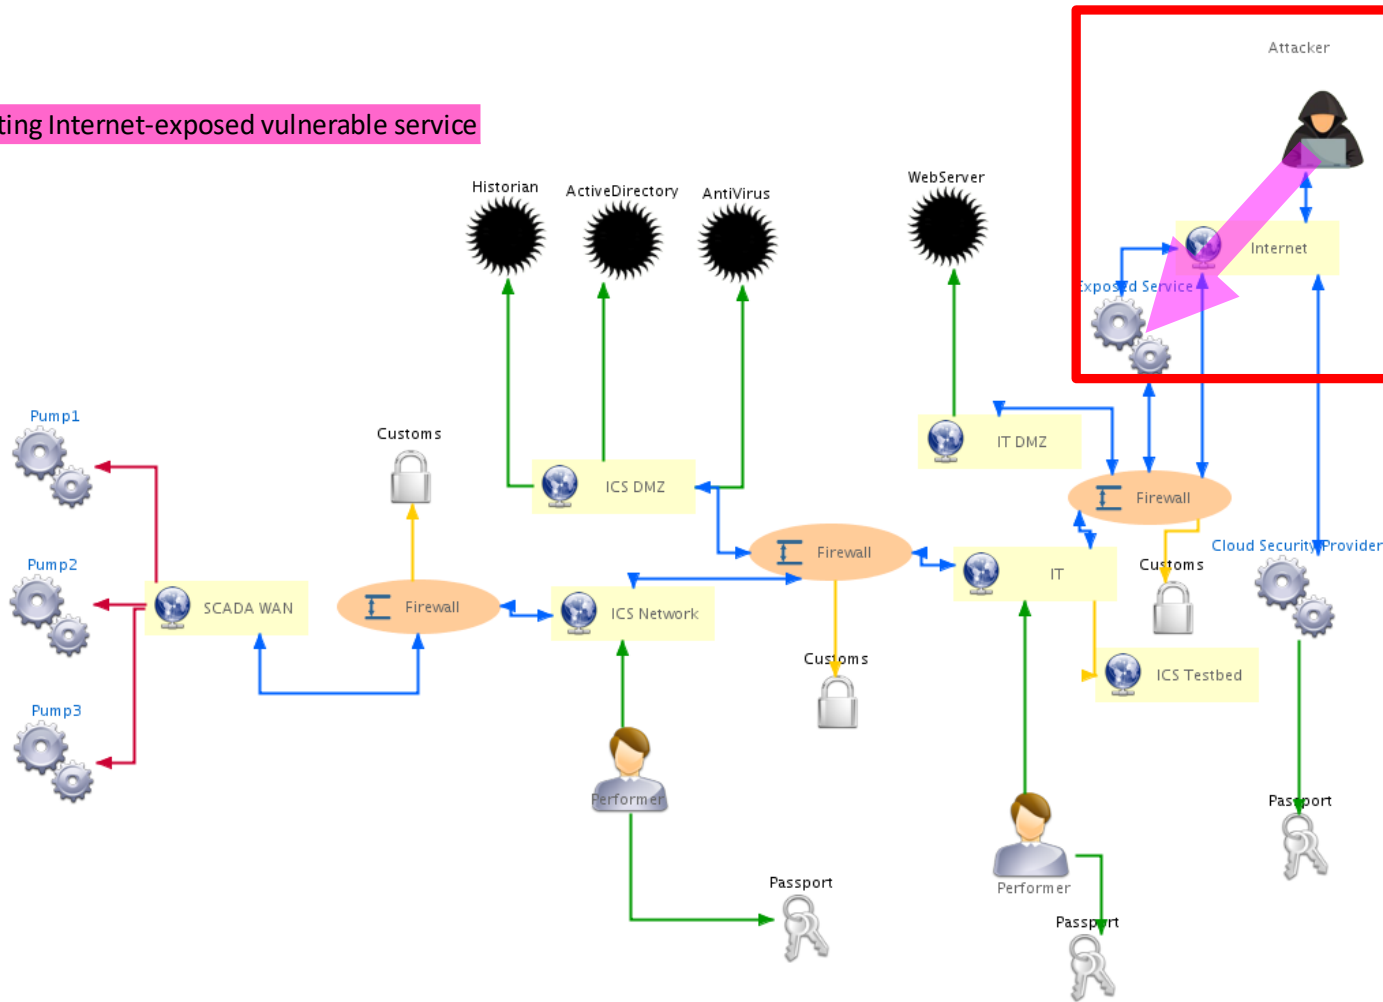 Attacker
ting Internet-exposed vulnerable service
Historian
ActiveDirectory
AntiVirus
WebServer
Internet
Exposed Service
Pump1
Customs
IT DMZ
ICS DMZ
Firewall
Firewall
Cloud Security Provider
Pump2
Customs
IT
SCADA WAN
Firewall
ICS Network
Customs
ICS Testbed
Pump3
Performer
Passport
Passport
Performer
Passport